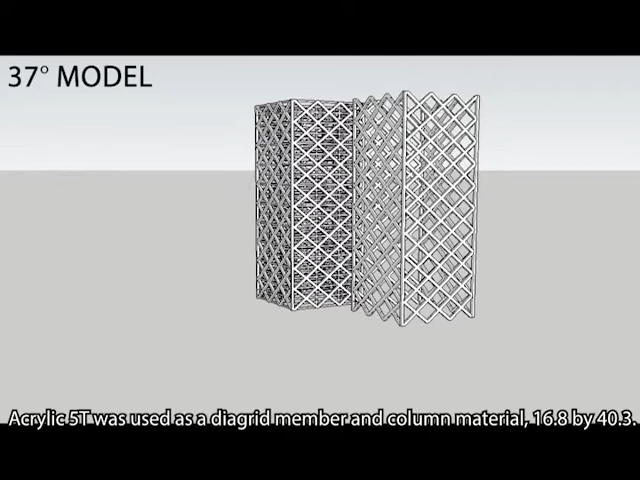 37° MODEL
Acrylic 5T was used as a diagrid member and column material, 16.8 by 40.3.